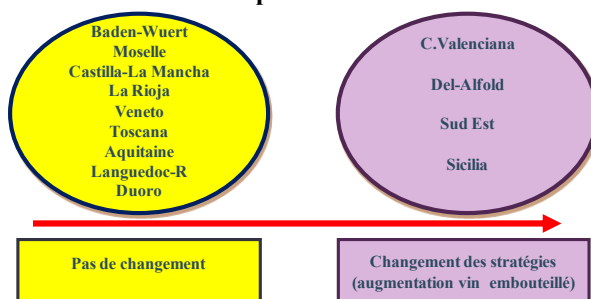 Baden-Wuert
Moselle
Castilla-La Mancha
La Rioja
Veneto
Toscana
Aquitaine
Languedoc-R
Duoro
C.Valenciana
Del-Alfold
Sud Est
Sicilia
Pas de changement
Changement des stratégies
(augmentation vin embouteillé)